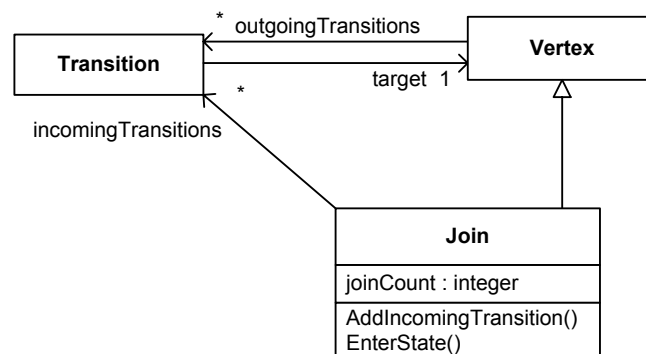 * outgoingTransitions
Vertex
Transition
target 1
*
incomingTransitions
Join
joinCount : integer
AddIncomingTransition()
EnterState()